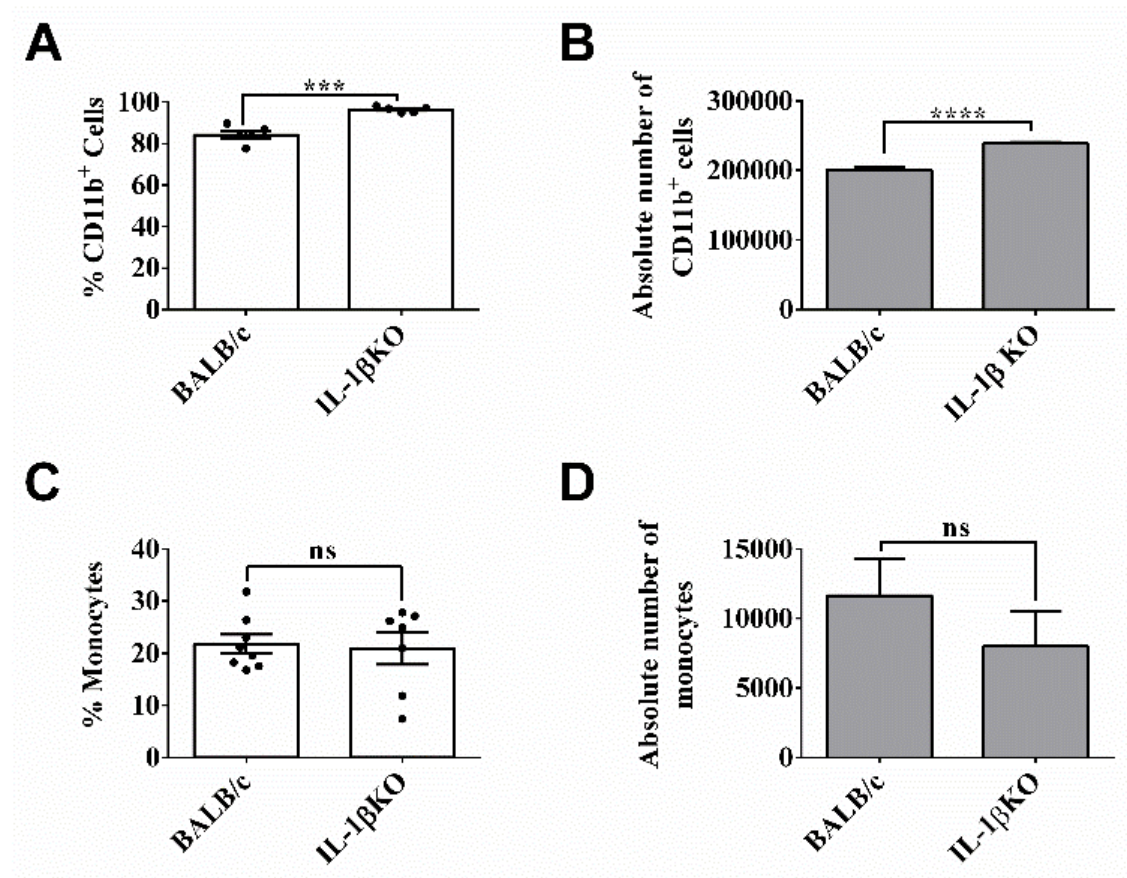 A
% CD11b+ Cells
100
80
60
40
20
0
***
BALB/c
IL-1βKO
B
Absolute number of
CD11b+ cells
300000
200000
100000
0
****
BALB/c
IL-1β KO
C
% Monocytes
40
30
20
10
0
ns
BALB/c
IL-1βKO
D
Absolute number of
monocytes
15000
10000
5000
0
ns
BALB/c
IL-1βKO